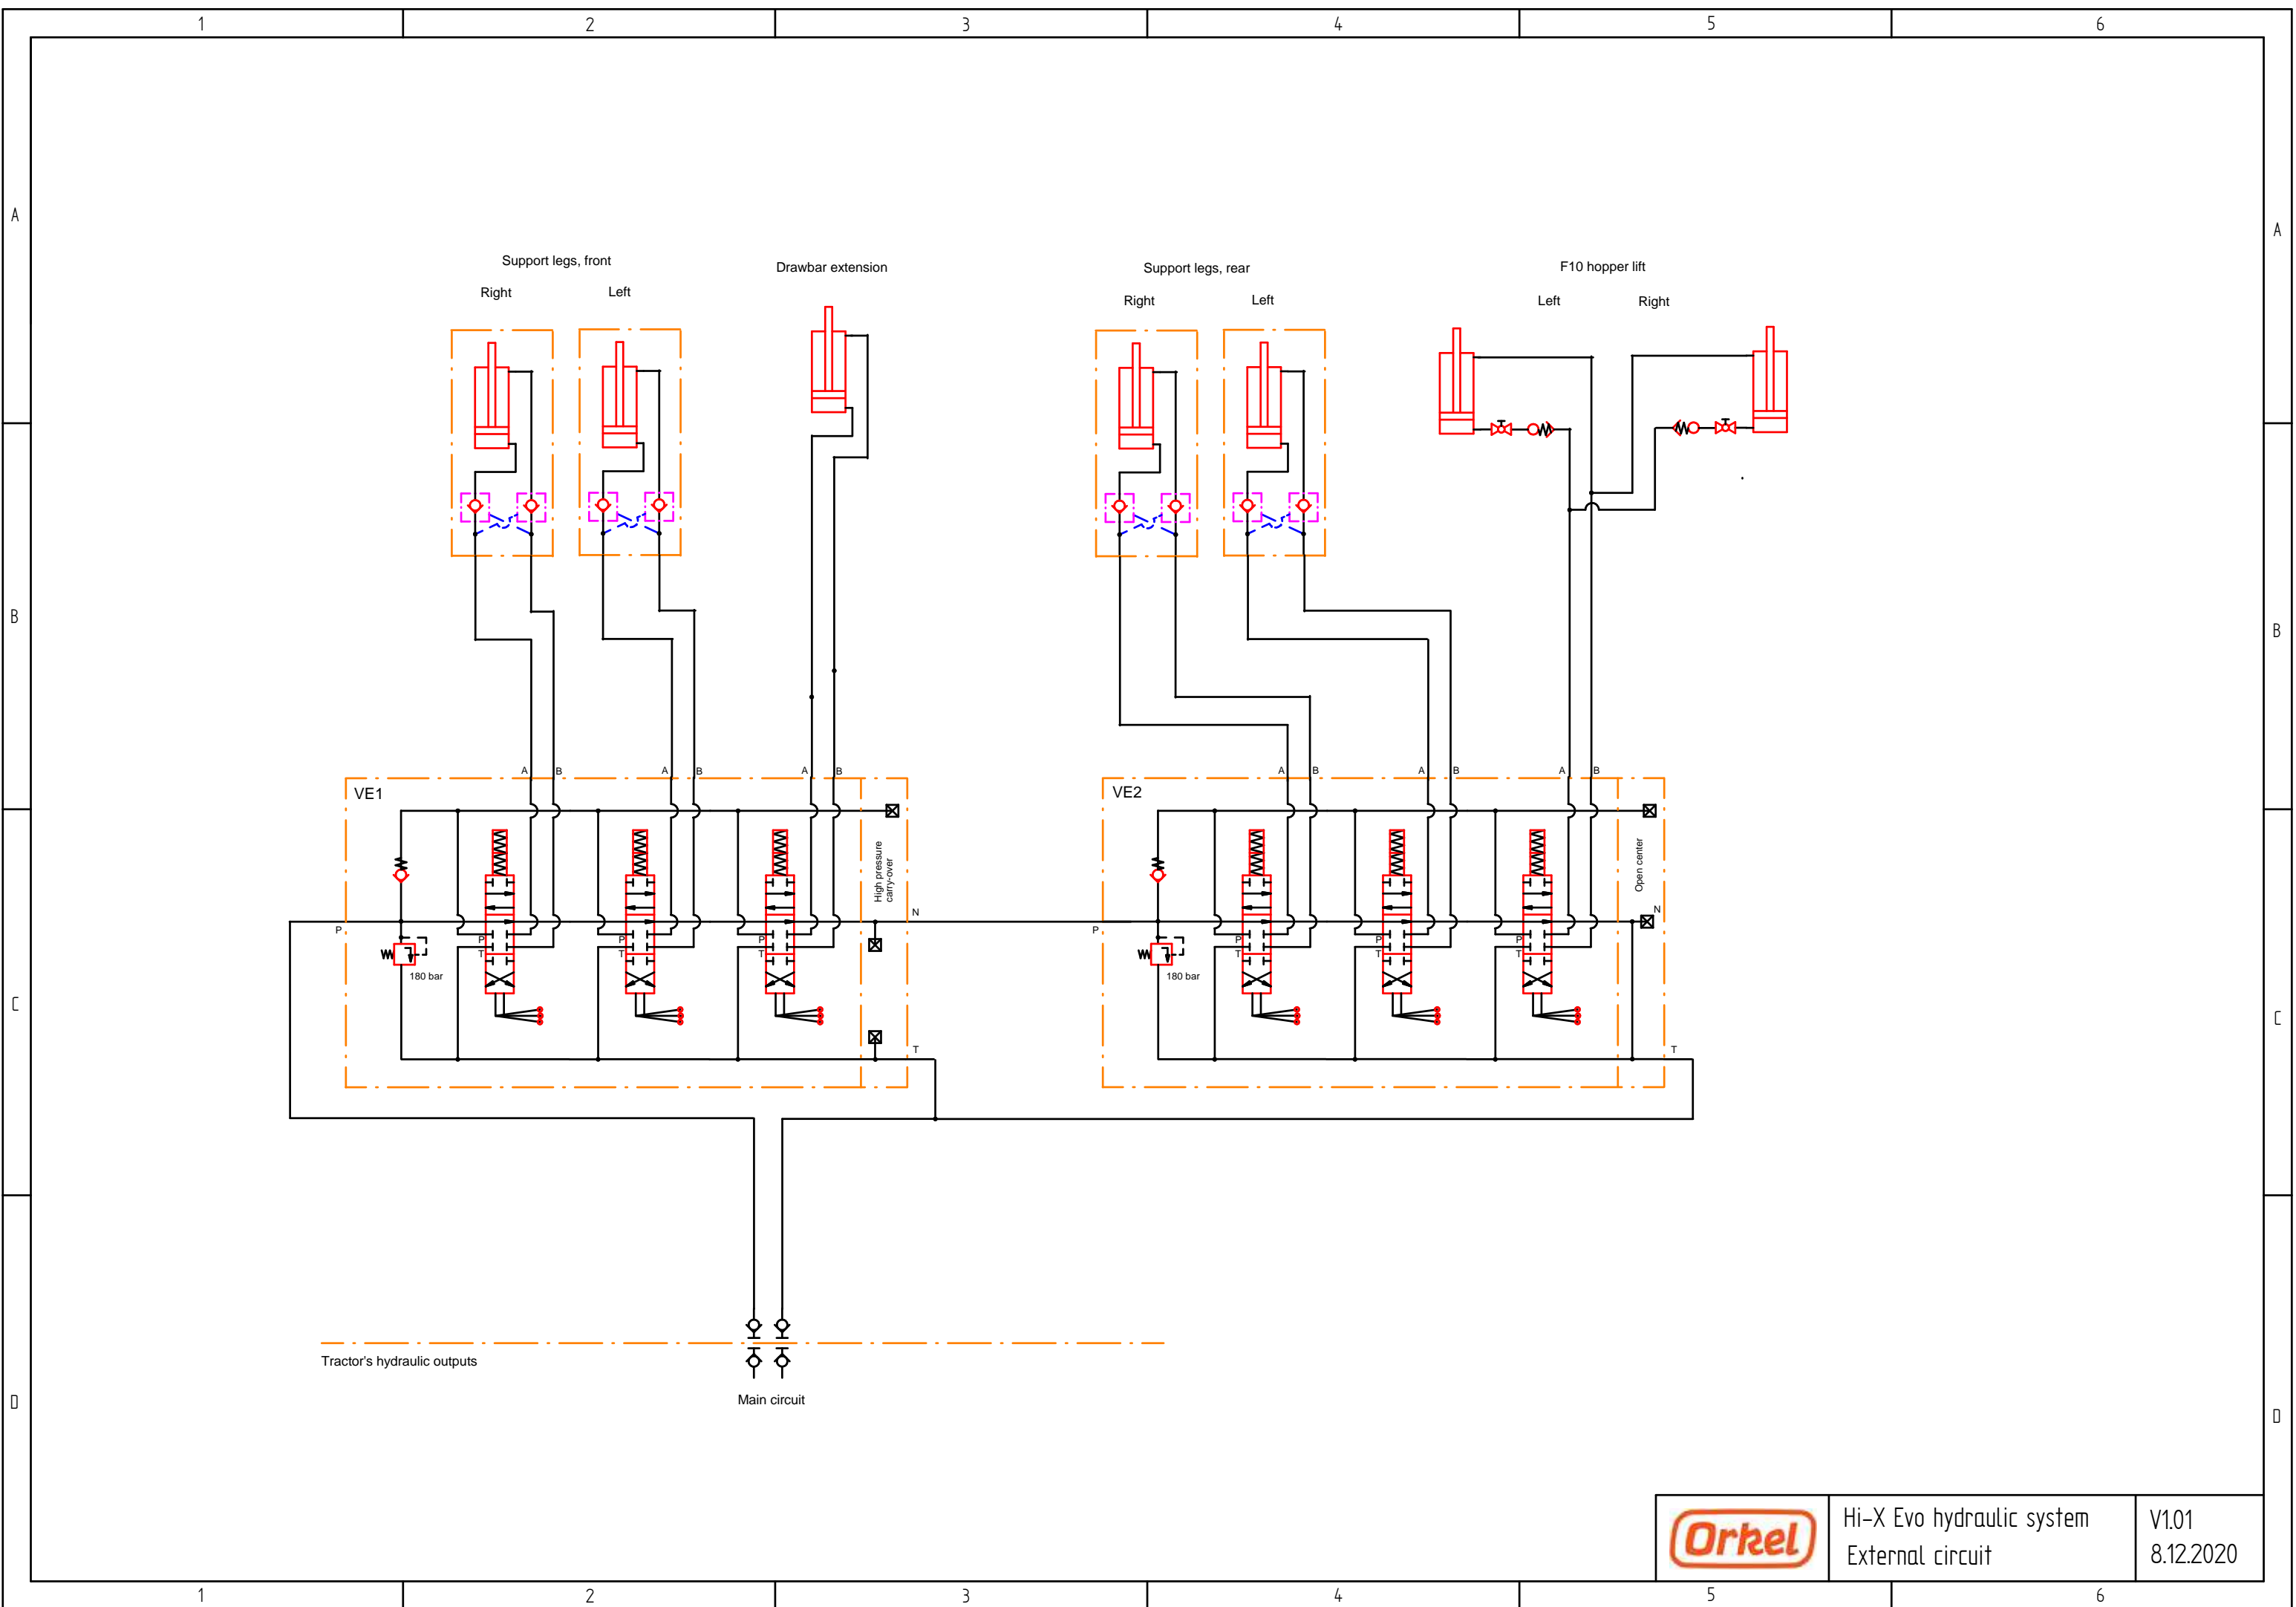 1 2 3 4 5 6
A A
Support legs, front
Drawbar extension
Support legs, rear
F10 hopper lift
Right Left
Right Left
Left Right
B B
A B A B A B
A B A B A B
VE1
VE2
High pressure
carry-over
Open center
P N
P N
P P P
T T T
P P P
T T T
180 bar
180 bar
C C
T
T
Tractor's hydraulic outputs
Main circuit
D D
Orkel
Hi-X Evo hydraulic system
External circuit
V1.01
8.12.2020
1 2 3 4 5 6